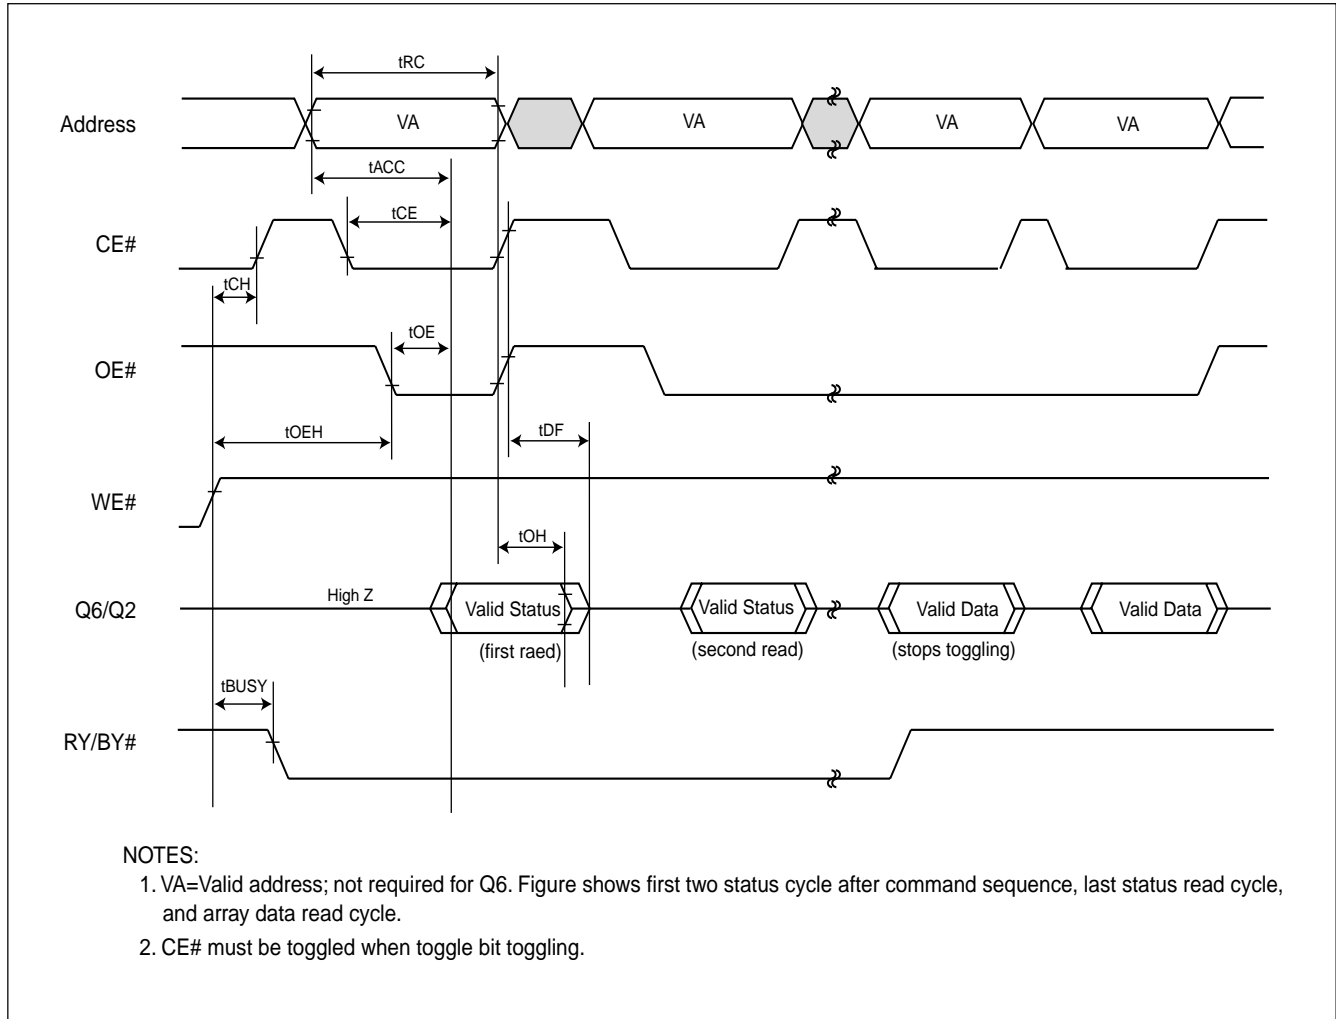 tRC
Address
VA
VA
VA
VA
tACC
tCE
CE#
tCH
tOE
OE#
tOEH
tDF
WE#
tOH
High Z
Q6/Q2
Valid Status
Valid Status
Valid Data
Valid Data
(first raed)
(second read)
(stops toggling)
tBUSY
RY/BY#
NOTES:
1. VA=Valid address; not required for Q6. Figure shows first two status cycle after command sequence, last status read cycle,
and array data read cycle.
2. CE# must be toggled when toggle bit toggling.